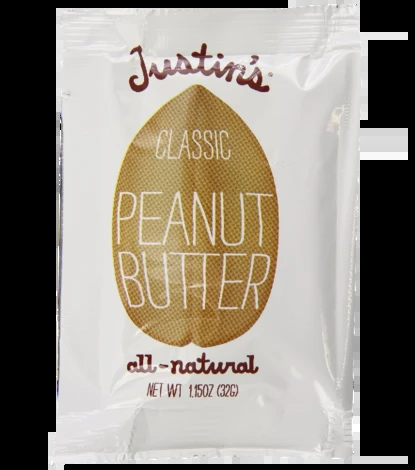 Justin's
CLASSIC
PEANUT
BUTTER
all-natural
NET WT 1.15OZ (32G)